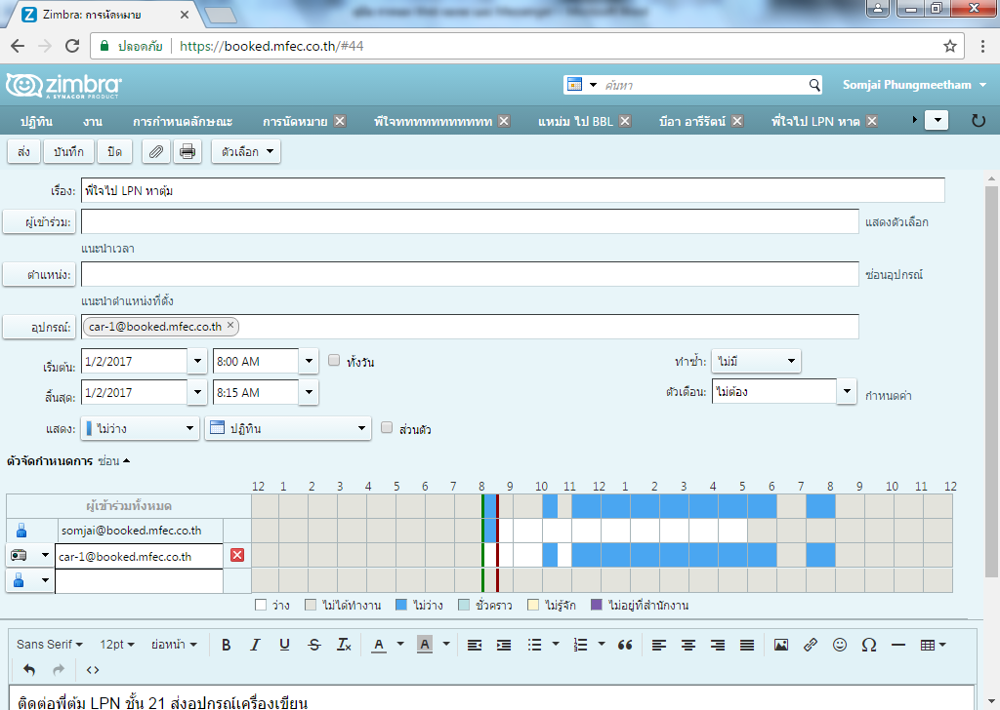 Zimbra: การนัดหมาย
ปลอดภัย https://booked.mfec.co.th/#44
zimbra
A SYNACOR PRODUCT
ค้นหา
Somjai Phungmeetham
ปฏิทิน งาน การกำหนดลักษณะ การนัดหมาย พี่ใจททททททททททท แหม่ม ไป BBL บีอา อารีรัตน์ พี่ใจไป LPN หาต
ส่ง บันทึก ปิด ตัวเลือก
เรื่อง: พี่ใจไป LPN หาตุ้ม
ผู้เข้าร่วม: แสดงตัวเลือก
แนะนำเวลา
ตำแหน่ง: ซ่อนอุปกรณ์
แนะนำตำแหน่งที่ตั้ง
อุปกรณ์: car-1@booked.mfec.co.th
เริ่มต้น: 1/2/2017 8:00 AM ทั้งวัน ทำซ้ำ: ไม่มี
สิ้นสุด: 1/2/2017 8:15 AM ตัวเตือน: ไม่ต้อง กำหนดค่า
แสดง: ไม่ว่าง ปฏิทิน ส่วนตัว
ตัวจัดกำหนดการ ซ่อน
12 1 2 3 4 5 6 7 8 9 10 11 12 1 2 3 4 5 6 7 8 9 10 11 12
ผู้เข้าร่วมทั้งหมด
somjai@booked.mfec.co.th
car-1@booked.mfec.co.th
ว่าง ไม่ได้ทำงาน ไม่ว่าง ชั่วคราว ไม่รู้จัก ไม่อยู่ที่สำนักงาน
Sans Serif 12pt ย่อหน้า B I U S Tx A A
ติดต่อพี่ตุ้ม LPN ชั้น 21 ส่งอุปกรณ์เครื่องเขียน